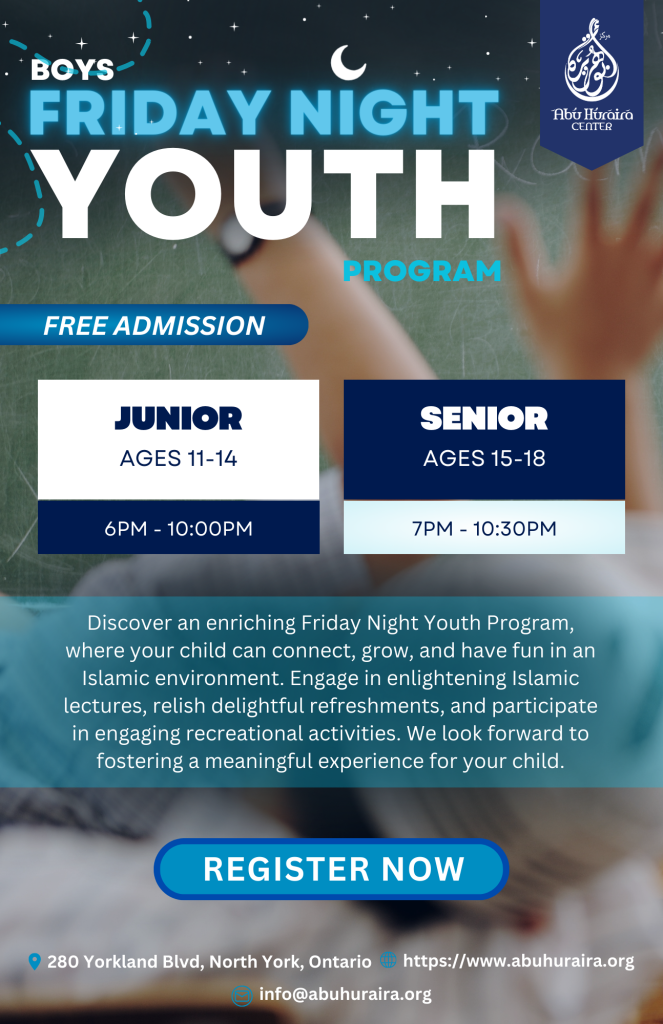 BOYS
FRIDAY NIGHT
YOUTH
PROGRAM
Abu Huraira
CENTER
FREE ADMISSION
JUNIOR
AGES 11-14
6PM - 10:00PM
SENIOR
AGES 15-18
7PM - 10:30PM
Discover an enriching Friday Night Youth Program,
where your child can connect, grow, and have fun in an
Islamic environment. Engage in enlightening Islamic
lectures, relish delightful refreshments, and participate
in engaging recreational activities. We look forward to
fostering a meaningful experience for your child.
REGISTER NOW
280 Yorkland Blvd, North York, Ontario
https://www.abuhuraira.org
info@abuhuraira.org